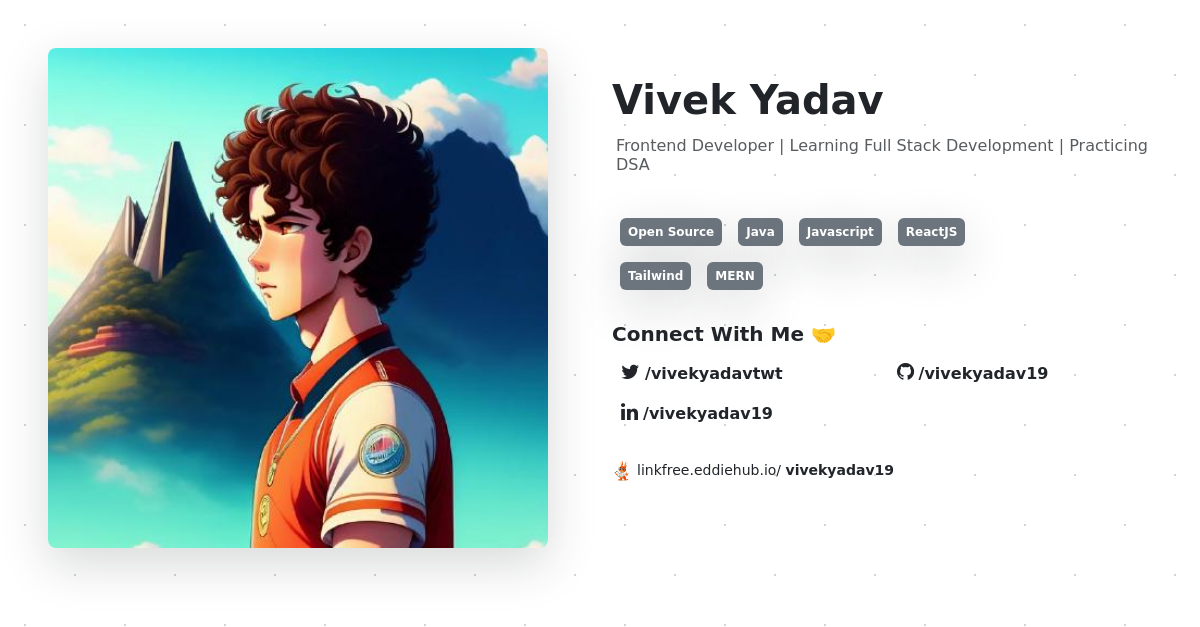 Vivek Yadav
Frontend Developer | Learning Full Stack Development | Practicing
DSA
Open Source Java Javascript ReactJS
Tailwind MERN
Connect With Me 🤝
/vivekyadavtwt /vivekyadav19
/vivekyadav19
linkfree.eddiehub.io/ vivekyadav19